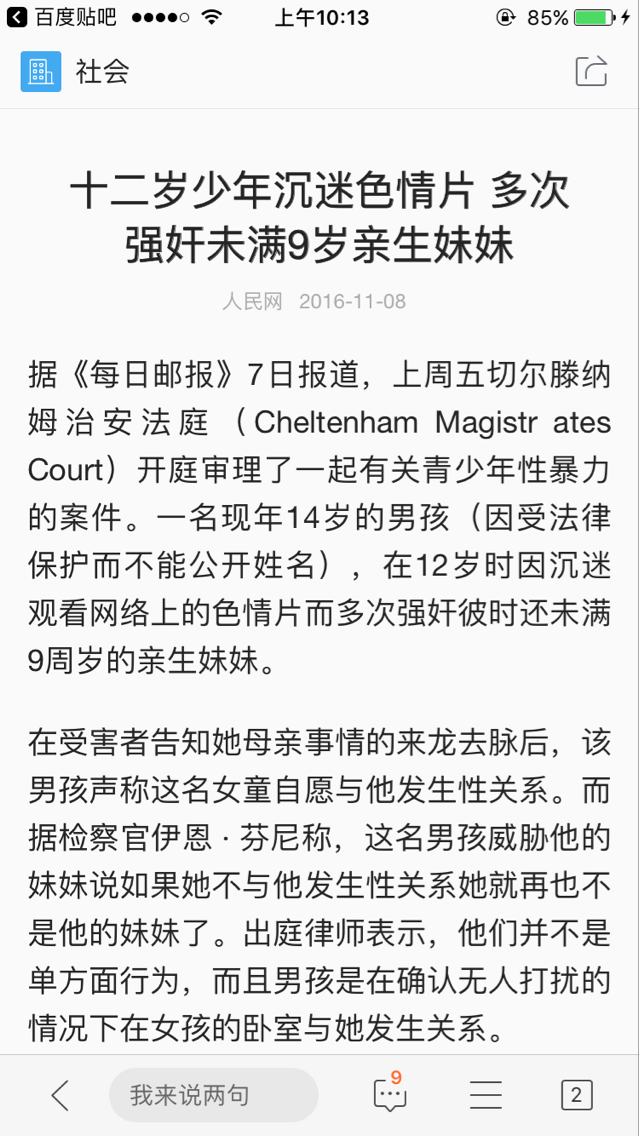 百度贴吧 上午10:13 85%
社会
十二岁少年沉迷色情片 多次
强奸未满9岁亲生妹妹
人民网 2016-11-08
据《每日邮报》7日报道，上周五切尔滕纳
姆治安法庭（Cheltenham Magistr ates
Court）开庭审理了一起有关青少年性暴力
的案件。一名现年14岁的男孩（因受法律
保护而不能公开姓名），在12岁时因沉迷
观看网络上的色情片而多次强奸彼时还未满
9周岁的亲生妹妹。
在受害者告知她母亲事情的来龙去脉后，该
男孩声称这名女童自愿与他发生性关系。而
据检察官伊恩·芬尼称，这名男孩威胁他的
妹妹说如果她不与他发生性关系她就再也不
是他的妹妹了。出庭律师表示，他们并不是
单方面行为，而且男孩是在确认无人打扰的
情况下在女孩的卧室与她发生关系。
我来说两句 9 2